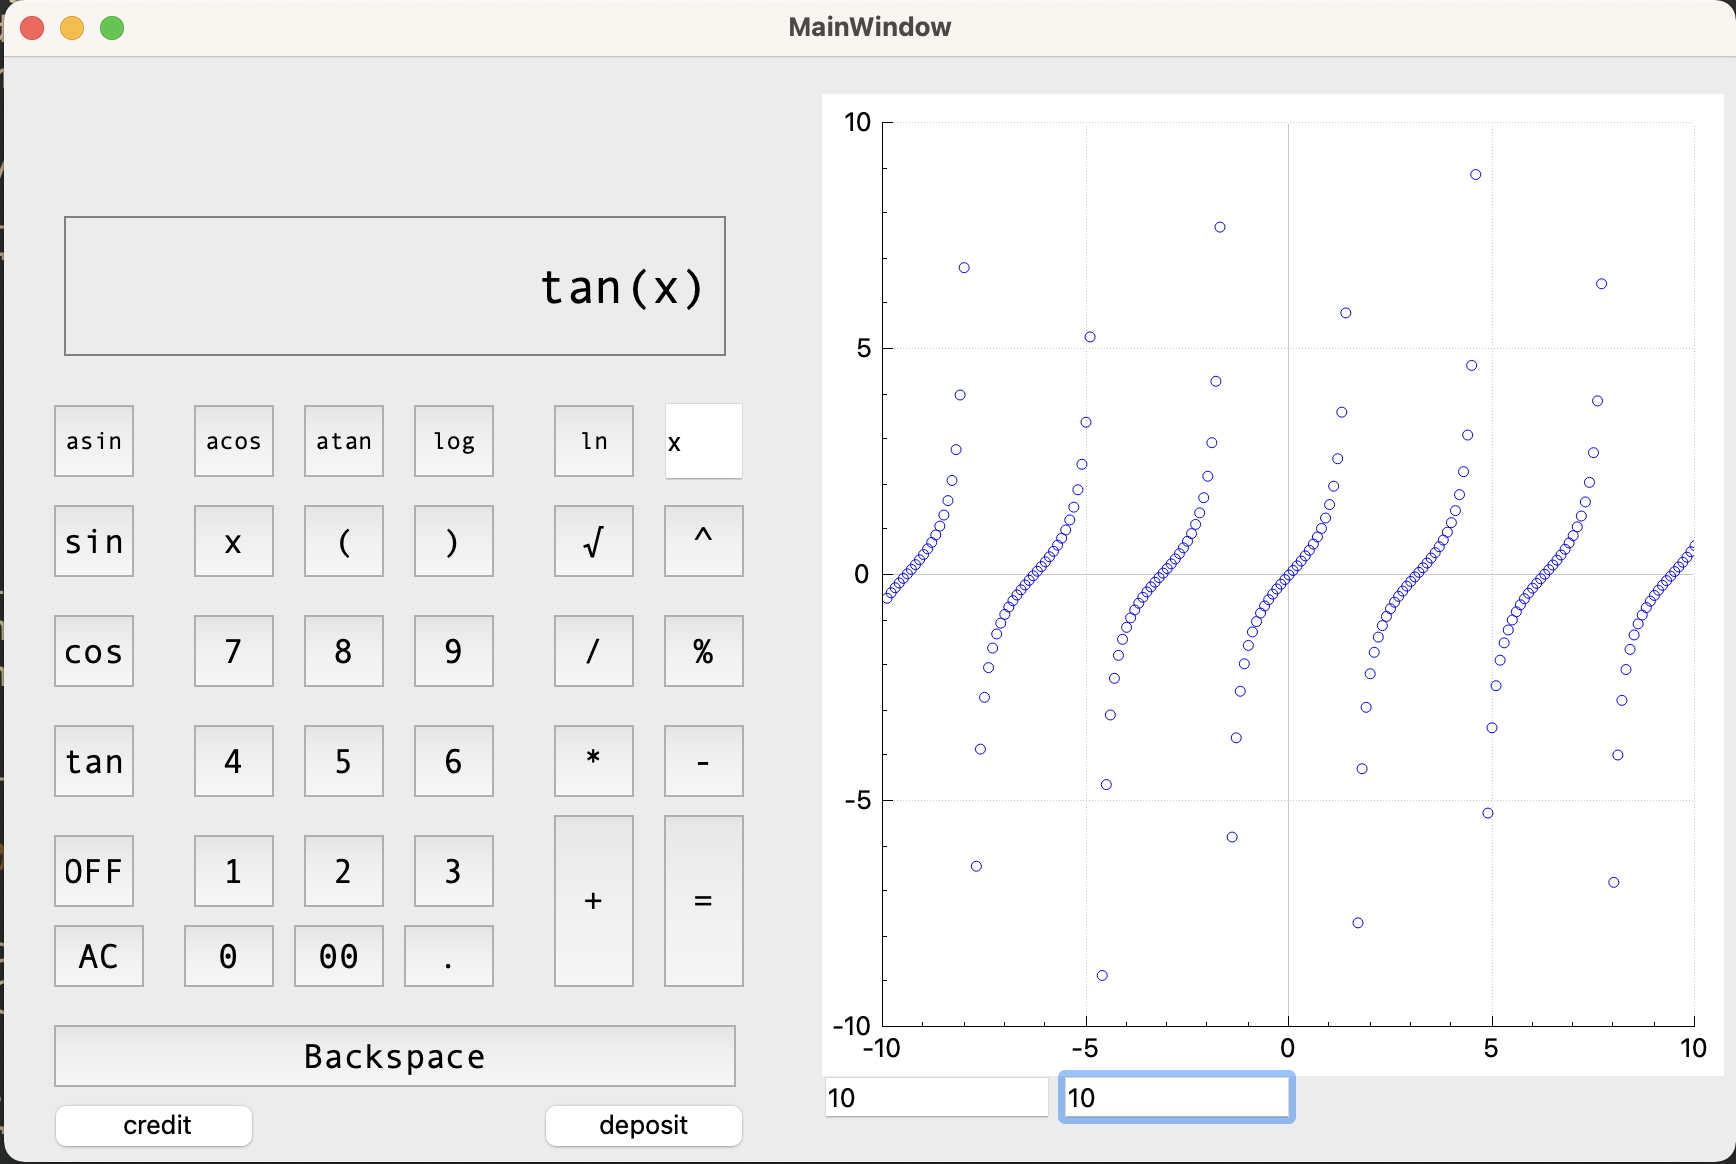 MainWindow
tan(x)
asin acos atan log ln x
sin x ( ) √ ^
cos 7 8 9 / %
tan 4 5 6 * -
OFF 1 2 3 + =
AC 0 00 .
Backspace
credit deposit
10
5
0
-5
-10
-10 -5 0 5 10
10 10